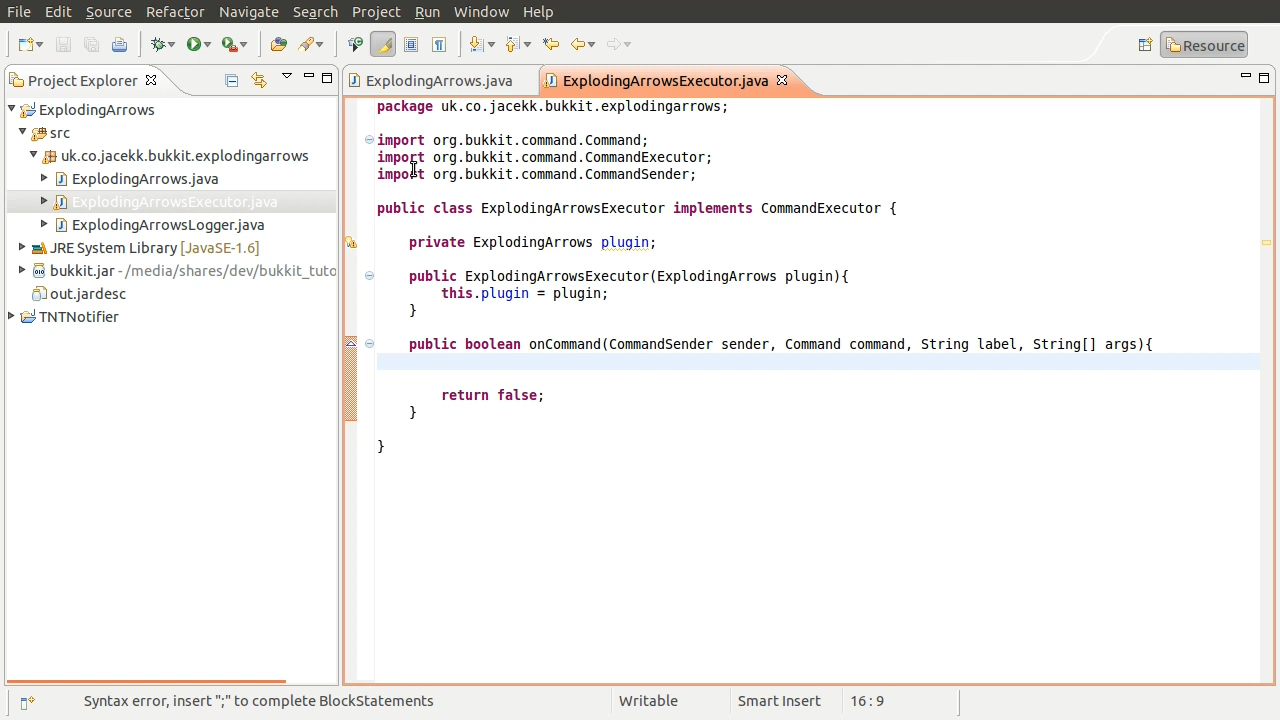 File Edit Source Refactor Navigate Search Project Run Window Help
Resource
Project Explorer
ExplodingArrows.java
ExplodingArrowsExecutor.java
ExplodingArrows
src
uk.co.jacekk.bukkit.explodingarrows
ExplodingArrows.java
ExplodingArrowsExecutor.java
ExplodingArrowsLogger.java
JRE System Library [JavaSE-1.6]
bukkit.jar - /media/shares/dev/bukkit_tuto
out.jardesc
TNTNotifier
package uk.co.jacekk.bukkit.explodingarrows;
import org.bukkit.command.Command;
import org.bukkit.command.CommandExecutor;
import org.bukkit.command.CommandSender;
public class ExplodingArrowsExecutor implements CommandExecutor {
private ExplodingArrows plugin;
public ExplodingArrowsExecutor(ExplodingArrows plugin){
this.plugin = plugin;
}
public boolean onCommand(CommandSender sender, Command command, String label, String[] args){
return false;
}
}
Syntax error, insert ";" to complete BlockStatements
Writable
Smart Insert
16 : 9